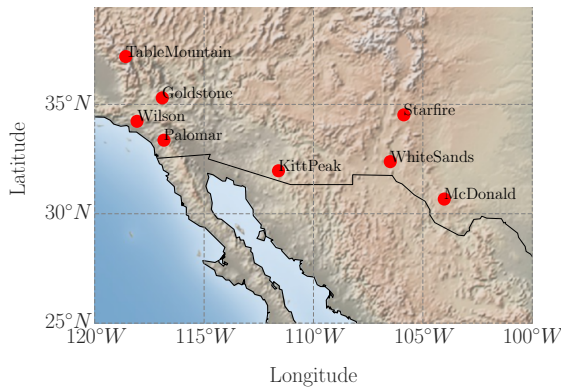 TableMountain
Goldstone
35°N
Starfire
Wilson
Palomar
WhiteSands
KittPeak
McDonald
30°N
25°N
120°W
115°W
110°W
105°W
100°W
Latitude
Longitude